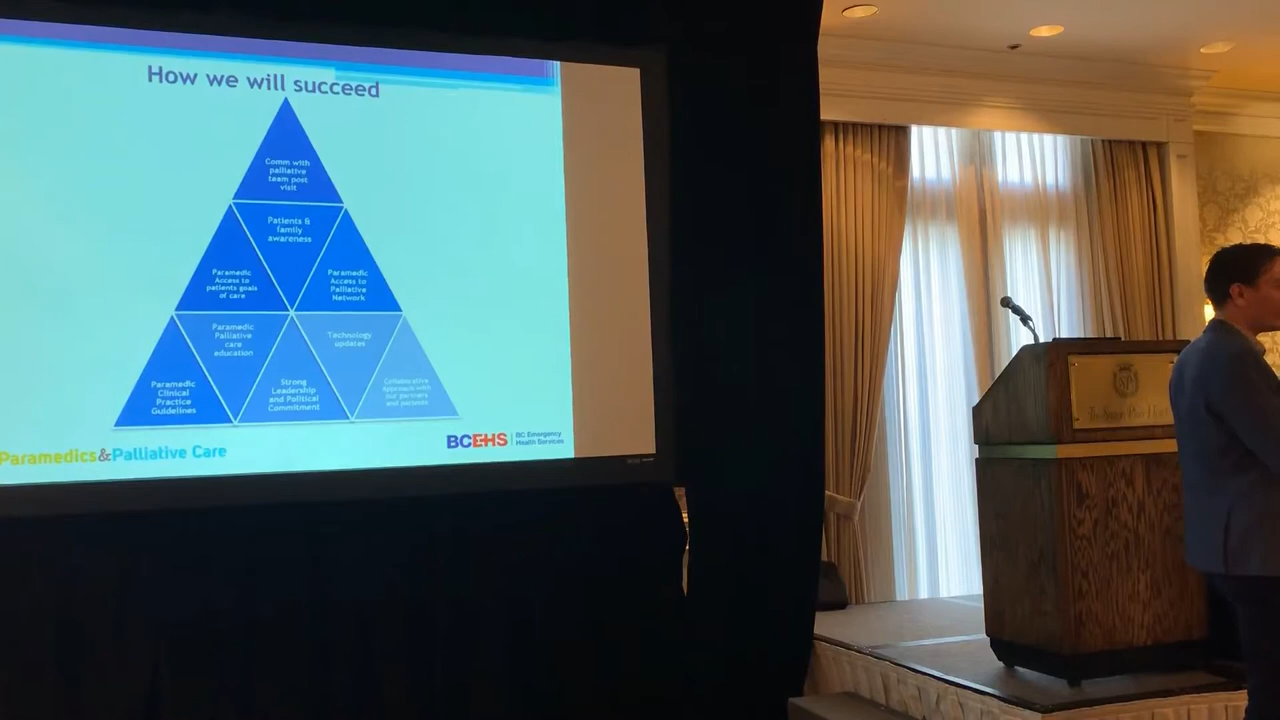 How we will succeed
Comm with
palliative
team post
visit
Patients &
family
awareness
Paramedic
Access to
patients goals
of care
Paramedic
Access to
Palliative
Network
Paramedic
Palliative
care
education
Technology
updates
Paramedic
Clinical
Practice
Guidelines
Strong
Leadership
and Political
Commitment
Collaborative
Approach with
our partners
and patients
Paramedics&Palliative Care
BCEHS
BC Emergency
Health Services
SP